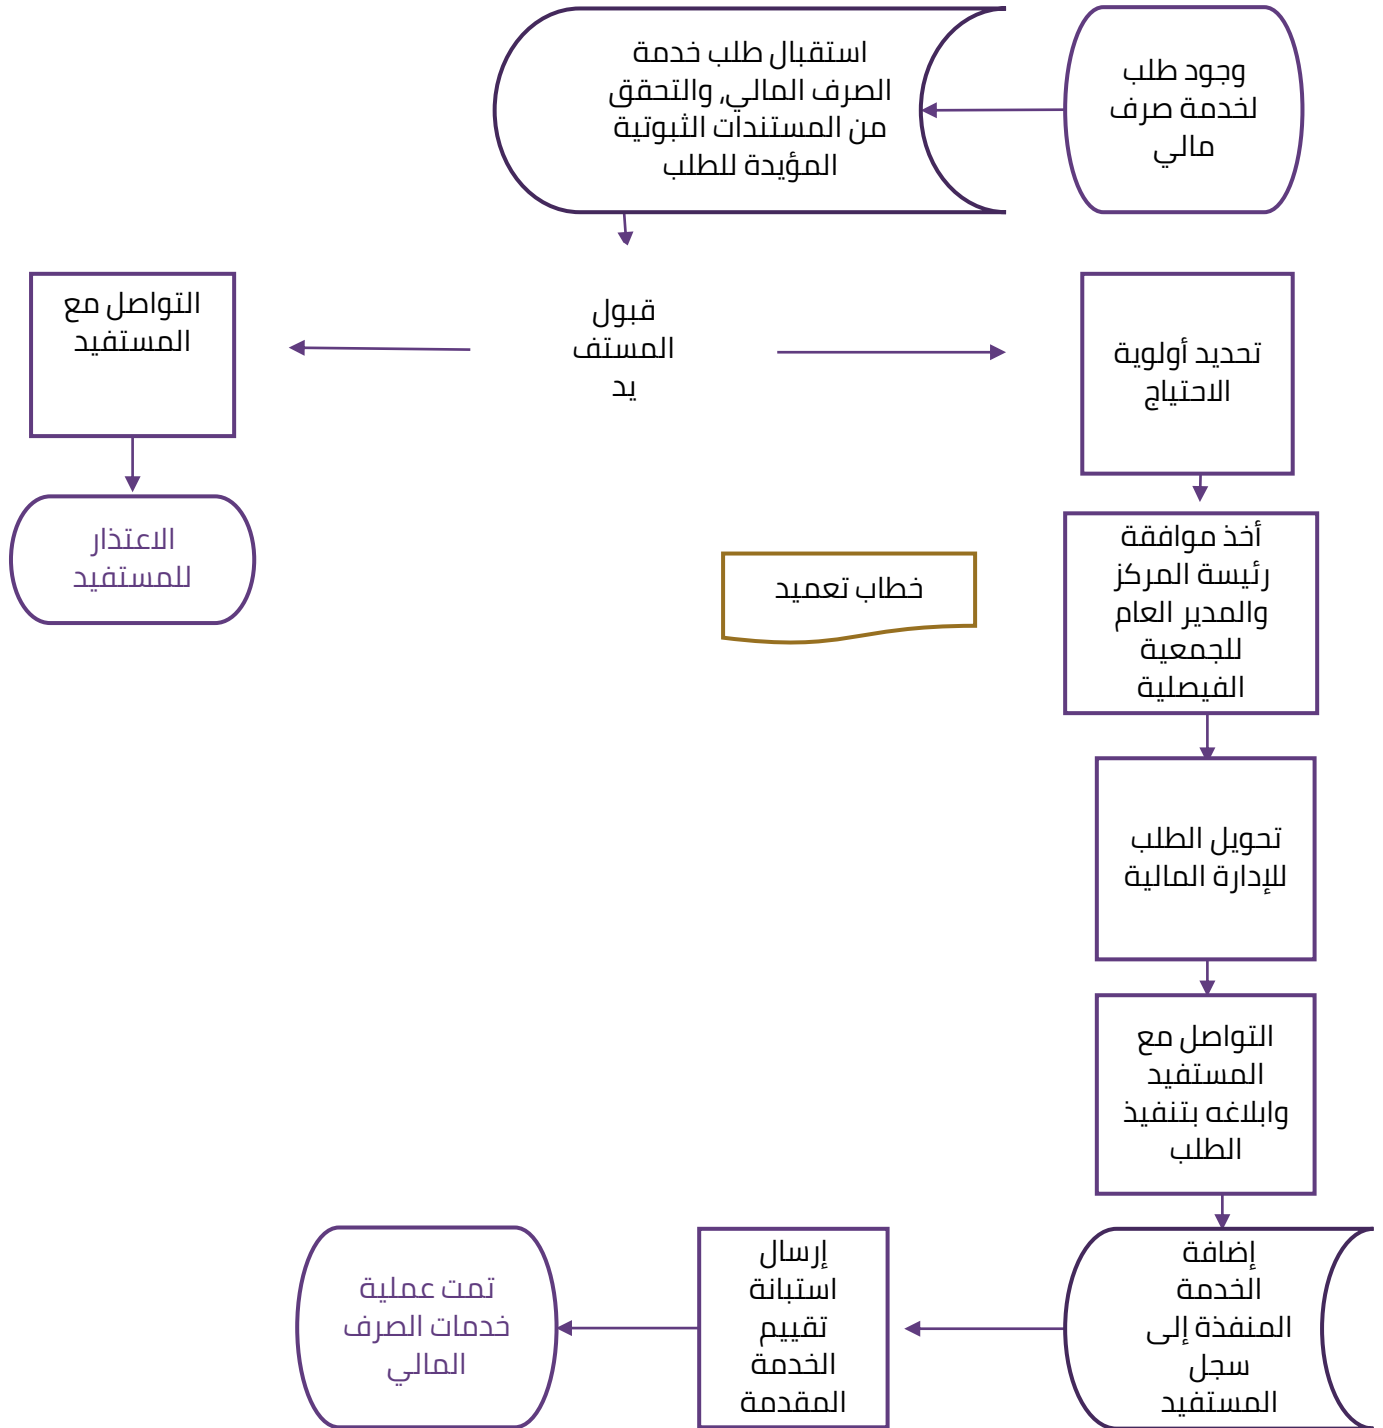 وجود طلب
لخدمة صرف
مالي
استقبال طلب خدمة
الصرف المالي، والتحقق
من المستندات الثبوتية
المؤيدة للطلب
قبول
المستف
يد
تحديد أولوية
الاحتياج
التواصل مع
المستفيد
الاعتذار
للمستفيد
أخذ موافقة
رئيسة المركز
والمدير العام
للجمعية
الفيصلية
خطاب تعميد
تحويل الطلب
للإدارة المالية
التواصل مع
المستفيد
وابلاغه بتنفيذ
الطلب
إضافة
الخدمة
المنفذة إلى
سجل
المستفيد
إرسال
استبانة
تقييم
الخدمة
المقدمة
تمت عملية
خدمات الصرف
المالي